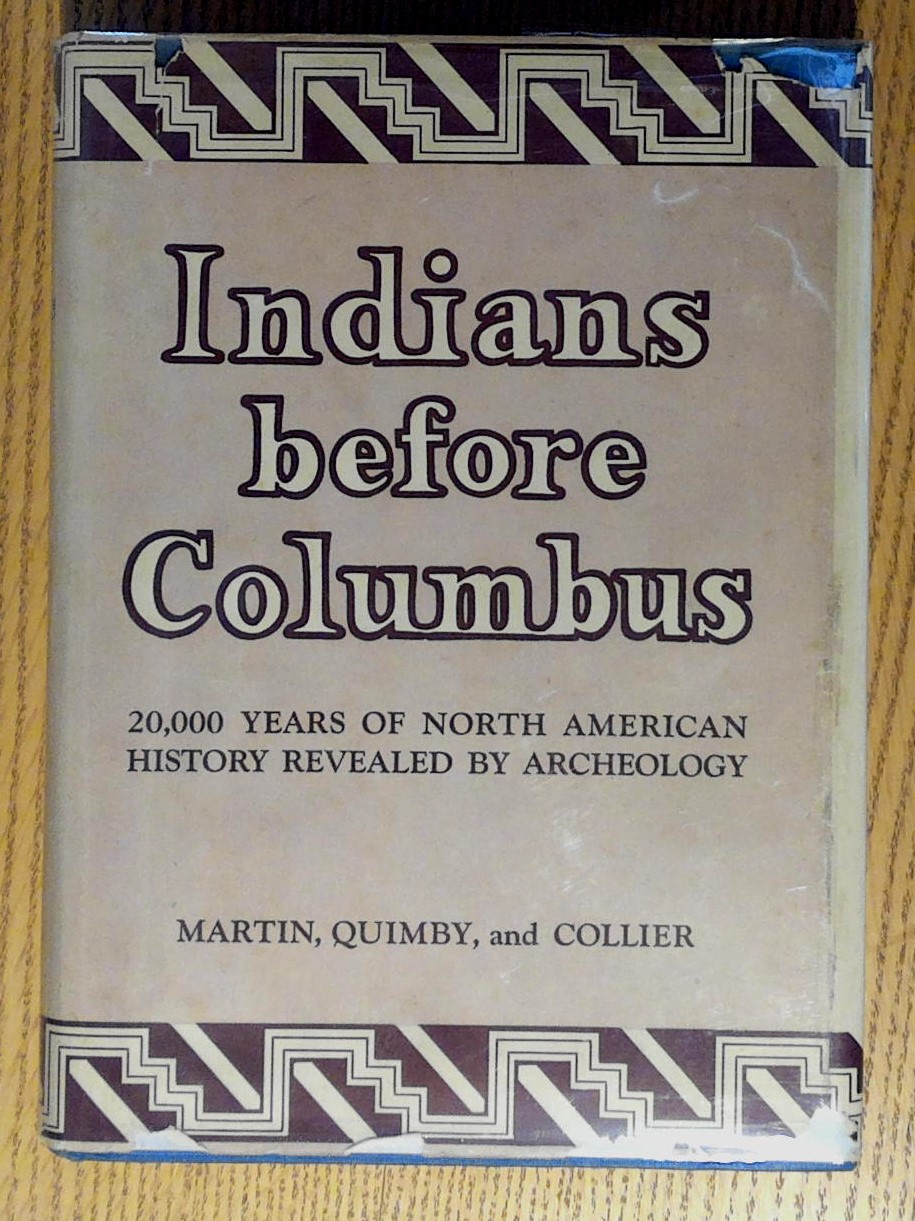 Indians
before
Columbus
20,000 YEARS OF NORTH AMERICAN
HISTORY REVEALED BY ARCHEOLOGY
MARTIN, QUIMBY, and COLLIER